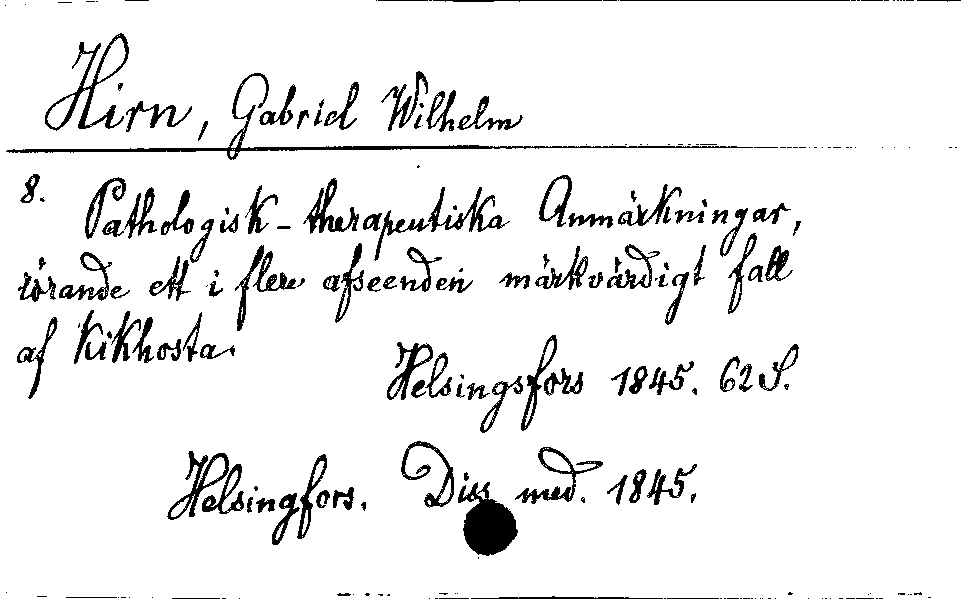 Hirn, Gabriel Wilhelm
8. Pathologisk-therapeutiska Anmärkningar,
rörande ett i flere afseenden märkvärdigt fall
af Kikhosta.
Helsingsfors 1845. 62 S.
Helsingfors. Diss med. 1845.